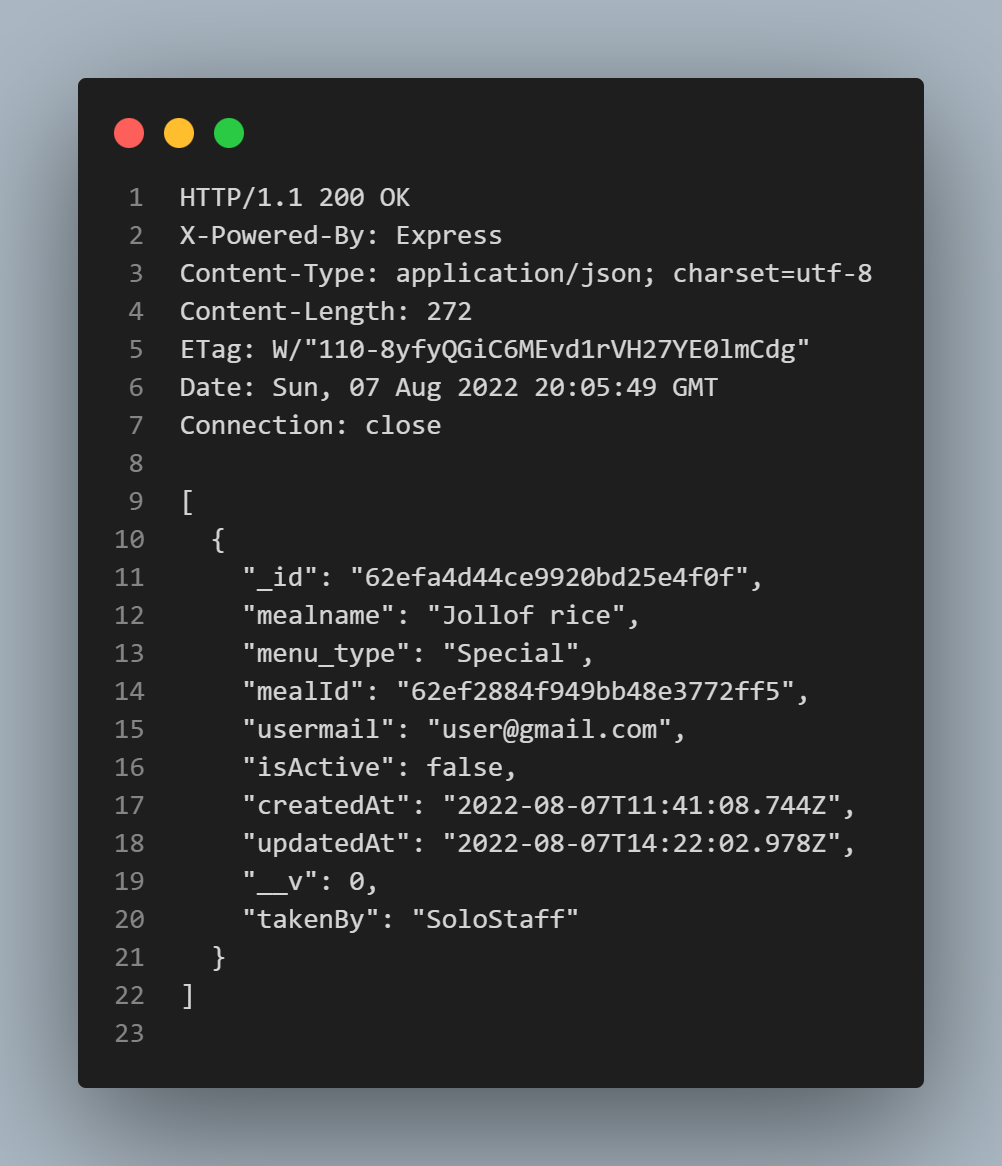 1 HTTP/1.1 200 OK
2 X-Powered-By: Express
3 Content-Type: application/json; charset=utf-8
4 Content-Length: 272
5 ETag: W/"110-8yfyQGiC6MEvd1rVH27YE0lmCdg"
6 Date: Sun, 07 Aug 2022 20:05:49 GMT
7 Connection: close
8
9 [
10   {
11     "_id": "62efa4d44ce9920bd25e4f0f",
12     "mealname": "Jollof rice",
13     "menu_type": "Special",
14     "mealId": "62ef2884f949bb48e3772ff5",
15     "usermail": "user@gmail.com",
16     "isActive": false,
17     "createdAt": "2022-08-07T11:41:08.744Z",
18     "updatedAt": "2022-08-07T14:22:02.978Z",
19     "__v": 0,
20     "takenBy": "SoloStaff"
21   }
22 ]
23